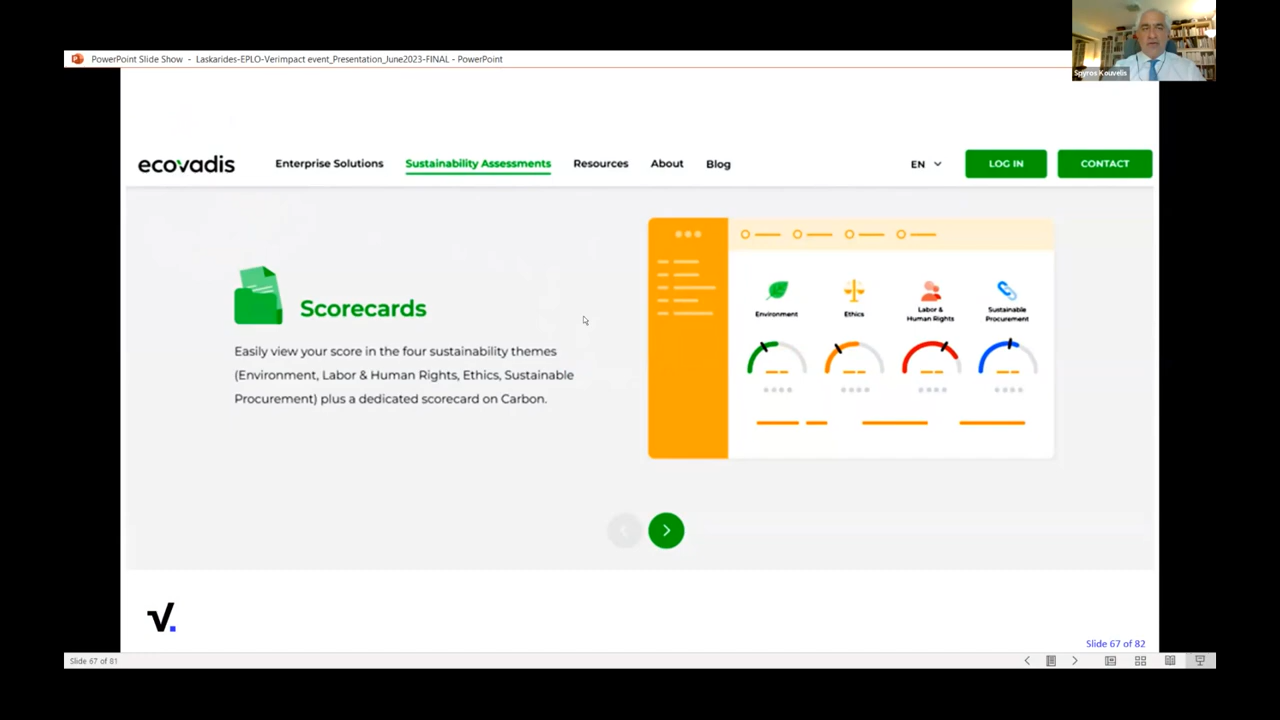 PowerPoint Slide Show - Laskarides-EPLO-Verimpact event_Presentation_June2023-FINAL - PowerPoint
Spyros Kouvelis
ecovadis
Enterprise Solutions
Sustainability Assessments
Resources
About
Blog
EN
LOG IN
CONTACT
Scorecards
Easily view your score in the four sustainability themes
(Environment, Labor & Human Rights, Ethics, Sustainable
Procurement) plus a dedicated scorecard on Carbon.
Environment
Ethics
Labor &
Human Rights
Sustainable
Procurement
V.
Slide 67 of 82
Slide 67 of 81